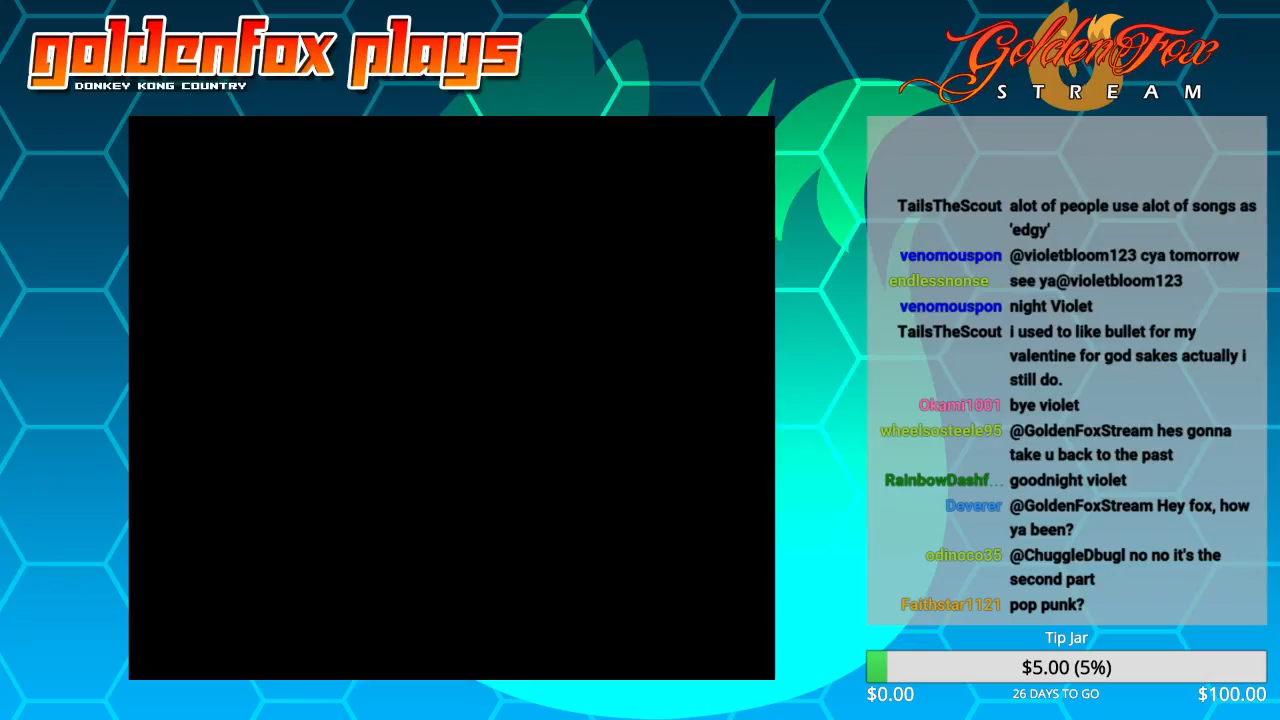 goldenfox plays
DONKEY KONG COUNTRY
GoldenFox
STREAM
TailsTheScout alot of people use alot of songs as
'edgy'
venomouspon @violetbloom123 cya tomorrow
endlessnonse see ya@violetbloom123
venomouspon night Violet
TailsTheScout i used to like bullet for my
valentine for god sakes actually i
still do.
Okami1001 bye violet
wheelsosteele95 @GoldenFoxStream hes gonna
take u back to the past
RainbowDashf... goodnight violet
Deverer @GoldenFoxStream Hey fox, how
ya been?
odinoco35 @ChuggleDbugl no no it's the
second part
Faithstar1121 pop punk?
Tip Jar
$5.00 (5%)
$0.00 26 DAYS TO GO $100.00